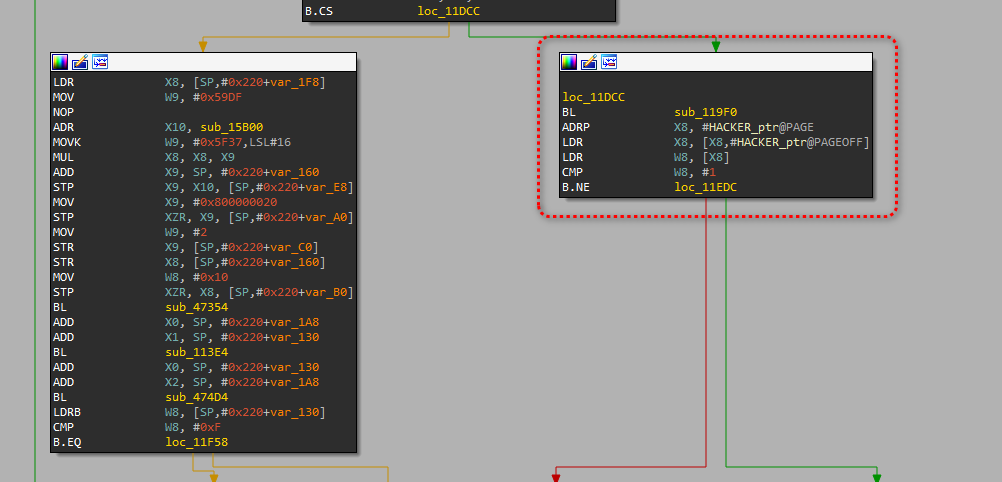 B.CS loc_11DCC
LDR X8, [SP,#0x220+var_1F8]
MOV W9, #0x59DF
NOP
ADR X10, sub_15B00
MOVK W9, #0x5F37,LSL#16
MUL X8, X8, X9
ADD X9, SP, #0x220+var_160
STP X9, X10, [SP,#0x220+var_E8]
MOV X9, #0x800000020
STP XZR, X9, [SP,#0x220+var_A0]
MOV W9, #2
STR X9, [SP,#0x220+var_C0]
STR X8, [SP,#0x220+var_160]
MOV W8, #0x10
STP XZR, X8, [SP,#0x220+var_B0]
BL sub_47354
ADD X0, SP, #0x220+var_1A8
ADD X1, SP, #0x220+var_130
BL sub_113E4
ADD X0, SP, #0x220+var_130
ADD X2, SP, #0x220+var_1A8
BL sub_474D4
LDRB W8, [SP,#0x220+var_130]
CMP W8, #0xF
B.EQ loc_11F58
loc_11DCC
BL sub_119F0
ADRP X8, #HACKER_ptr@PAGE
LDR X8, [X8,#HACKER_ptr@PAGEOFF]
LDR W8, [X8]
CMP W8, #1
B.NE loc_11EDC